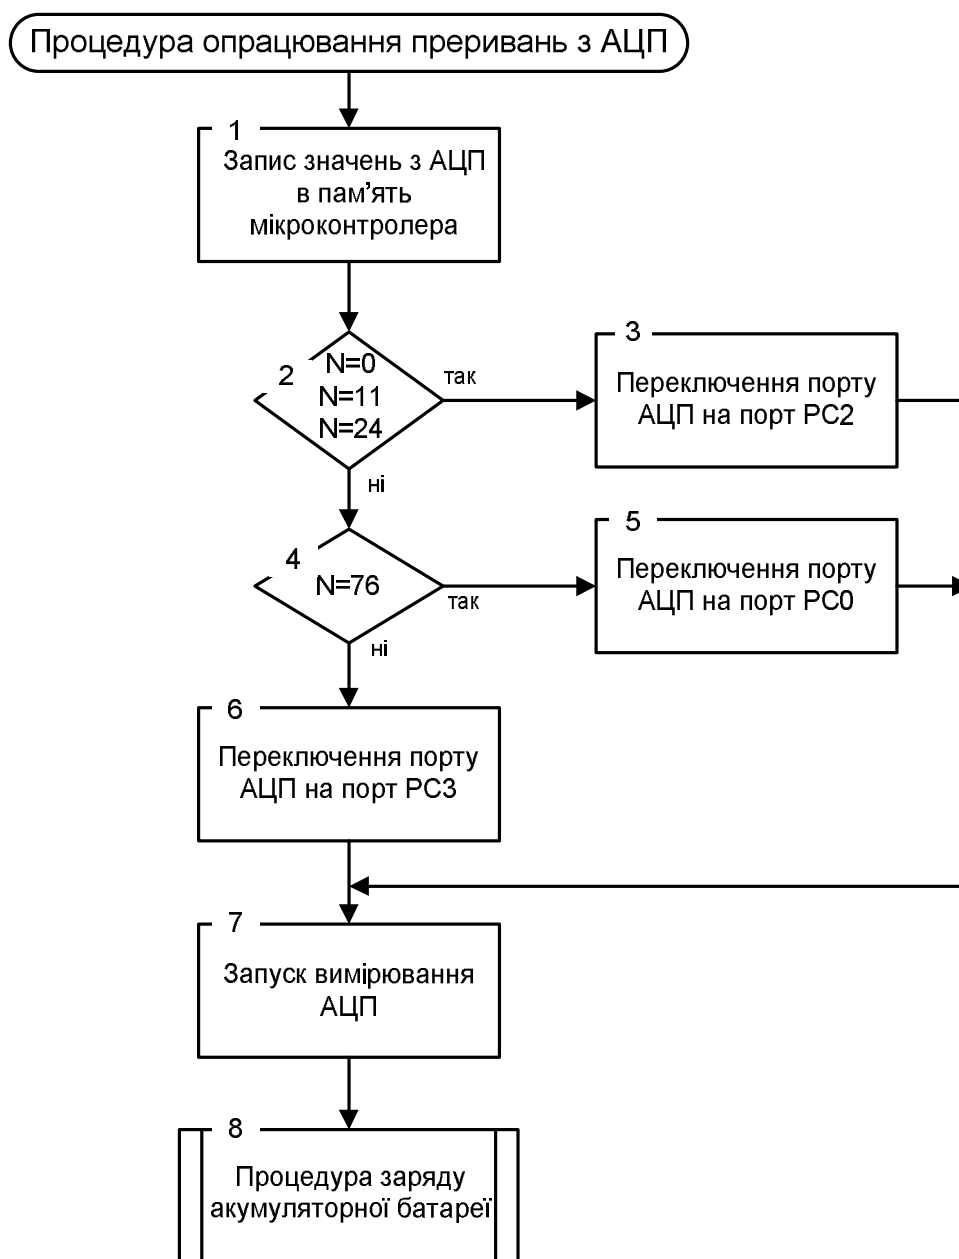 Процедура опрацювання преривань з АЦП
1
Запис значень з АЦП
в пам’ять
мікроконтролера
2
N=0
N=11
N=24
так
ні
3
Переключення порту
АЦП на порт PC2
4
N=76
так
ні
5
Переключення порту
АЦП на порт PC0
6
Переключення порту
АЦП на порт PC3
7
Запуск вимірювання
АЦП
8
Процедура заряду
акумуляторної батареї